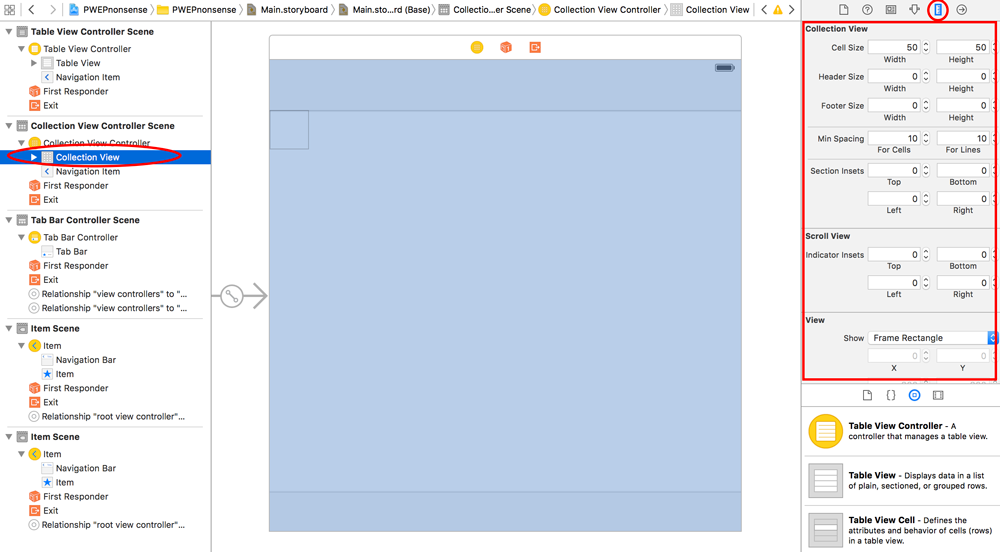 PWEPnonsense PWEPnonsense Main.storyboard Main.sto...rd (Base) Collectio...er Scene Collection View Controller Collection View
Table View Controller Scene
Table View Controller
Table View
Navigation Item
First Responder
Exit
Collection View Controller Scene
Collection View Controller
Collection View
Navigation Item
First Responder
Exit
Tab Bar Controller Scene
Tab Bar Controller
Tab Bar
First Responder
Exit
Relationship "view controllers" to "...
Relationship "view controllers" to "...
Item Scene
Item
Navigation Bar
Item
First Responder
Exit
Relationship "root view controller"...
Item Scene
Item
Navigation Bar
Item
First Responder
Exit
Relationship "root view controller"...
Collection View
Cell Size 50 50
Width Height
Header Size 0 0
Width Height
Footer Size 0 0
Width Height
Min Spacing 10 10
For Cells For Lines
Section Insets 0 0
Top Bottom
0 0
Left Right
Scroll View
Indicator Insets 0 0
Top Bottom
0 0
Left Right
View
Show Frame Rectangle
0 0
X Y
Table View Controller - A
controller that manages a table view.
Table View - Displays data in a list
of plain, sectioned, or grouped rows.
Table View Cell - Defines the
attributes and behavior of cells (rows)
in a table view.